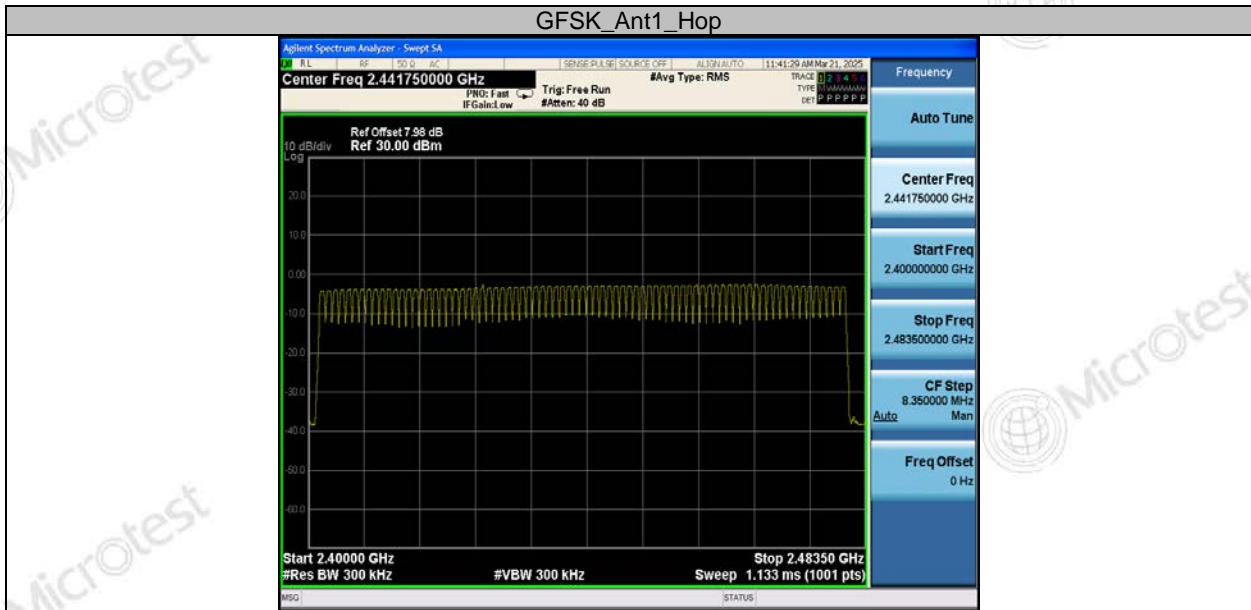 GFSK_Ant1_Hop
Agilent Spectrum Analyzer - Swept SA
RL RF 50 Ω AC SENSE:PULSE SOURCE OFF ALIGN AUTO 11:41:29 AM Mar 21, 2025
Center Freq 2.441750000 GHz #Avg Type: RMS TRACE 1 2 3 4 5 6
PNO: Fast Trig: Free Run TYPE
IFGain:Low #Atten: 40 dB DET P P P P P P
Ref Offset 7.98 dB
10 dB/div Ref 30.00 dBm
Log
20.0
10.0
0.00
-10.0
-20.0
-30.0
-40.0
-50.0
-60.0
Start 2.40000 GHz Stop 2.48350 GHz
#Res BW 300 kHz #VBW 300 kHz Sweep 1.133 ms (1001 pts)
MSG STATUS
Frequency
Auto Tune
Center Freq
2.441750000 GHz
Start Freq
2.400000000 GHz
Stop Freq
2.483500000 GHz
CF Step
8.350000 MHz
Auto Man
Freq Offset
0 Hz
Microtest
Microtest
Microtest